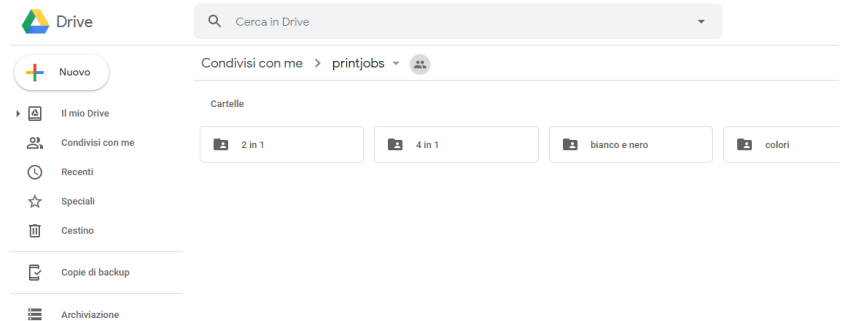 Drive
Cerca in Drive
Nuovo
Condivisi con me > printjobs
Il mio Drive
Condivisi con me
Recenti
Speciali
Cestino
Copie di backup
Archiviazione
Cartelle
2 in 1
4 in 1
bianco e nero
colori